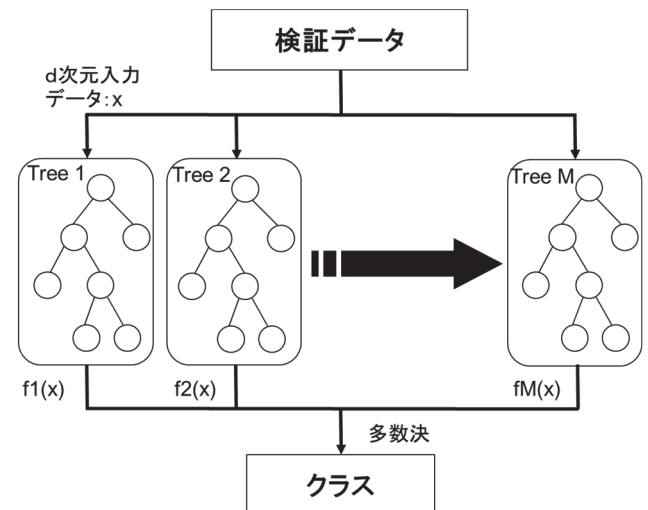 検証データ
d次元入力
データ:x
Tree 1
Tree 2
Tree M
f1(x)
f2(x)
fM(x)
多数決
クラス